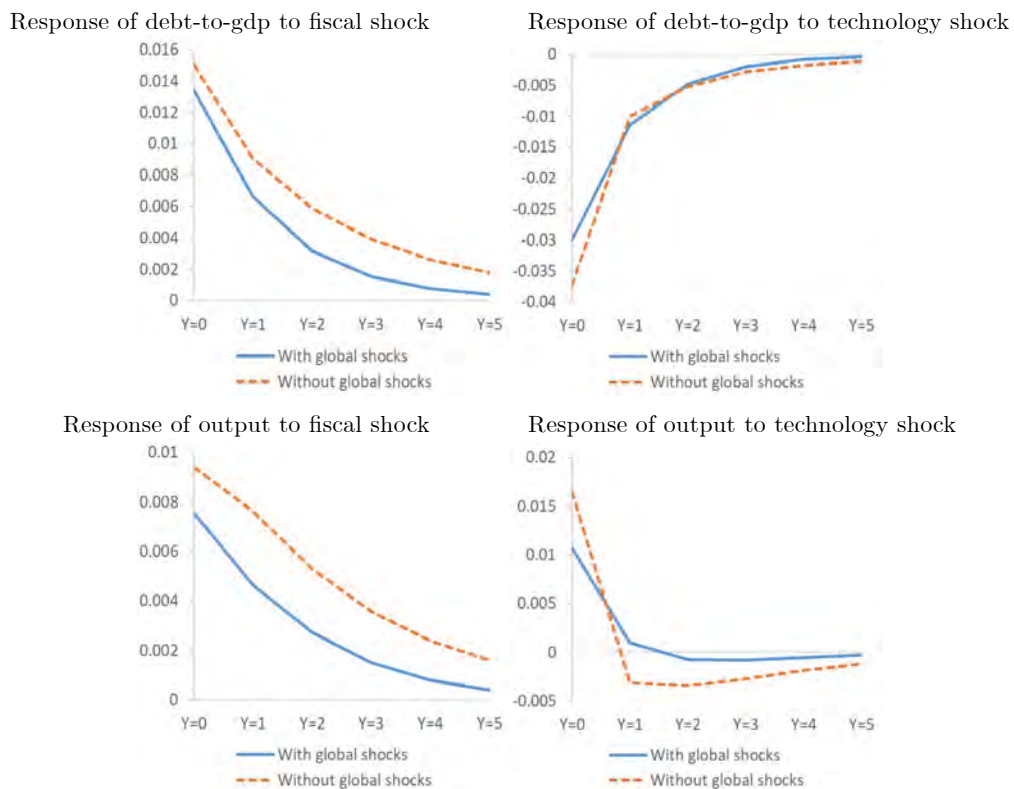 Response of debt-to-gdp to fiscal shock
0.016
0.014
0.012
0.01
0.008
0.006
0.004
0.002
0
Y=0 Y=1 Y=2 Y=3 Y=4 Y=5
With global shocks
Without global shocks
Response of debt-to-gdp to technology shock
0
-0.005
-0.01
-0.015
-0.02
-0.025
-0.03
-0.035
-0.04
Y=0 Y=1 Y=2 Y=3 Y=4 Y=5
With global shocks
Without global shocks
Response of output to fiscal shock
0.01
0.008
0.006
0.004
0.002
0
Y=0 Y=1 Y=2 Y=3 Y=4 Y=5
With global shocks
Without global shocks
Response of output to technology shock
0.02
0.015
0.01
0.005
0
-0.005
Y=0 Y=1 Y=2 Y=3 Y=4 Y=5
With global shocks
Without global shocks